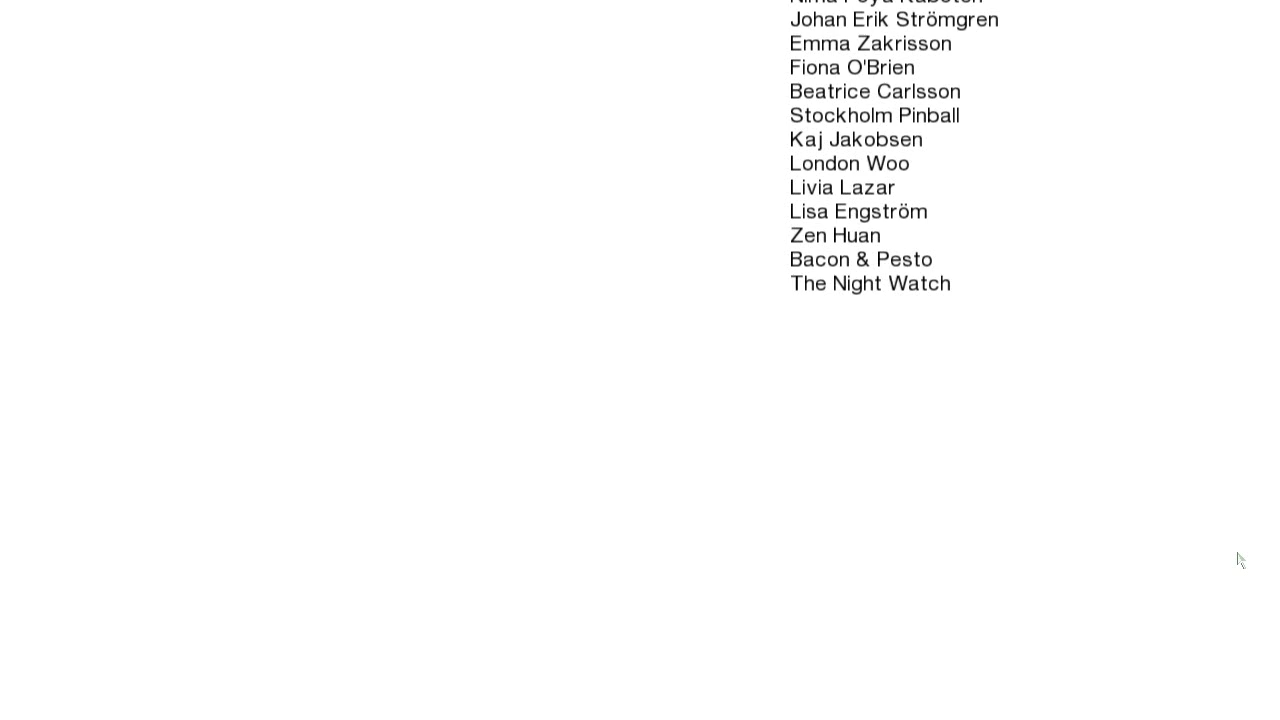 Johan Erik Strömgren
Emma Zakrisson
Fiona O'Brien
Beatrice Carlsson
Stockholm Pinball
Kaj Jakobsen
London Woo
Livia Lazar
Lisa Engström
Zen Huan
Bacon & Pesto
The Night Watch